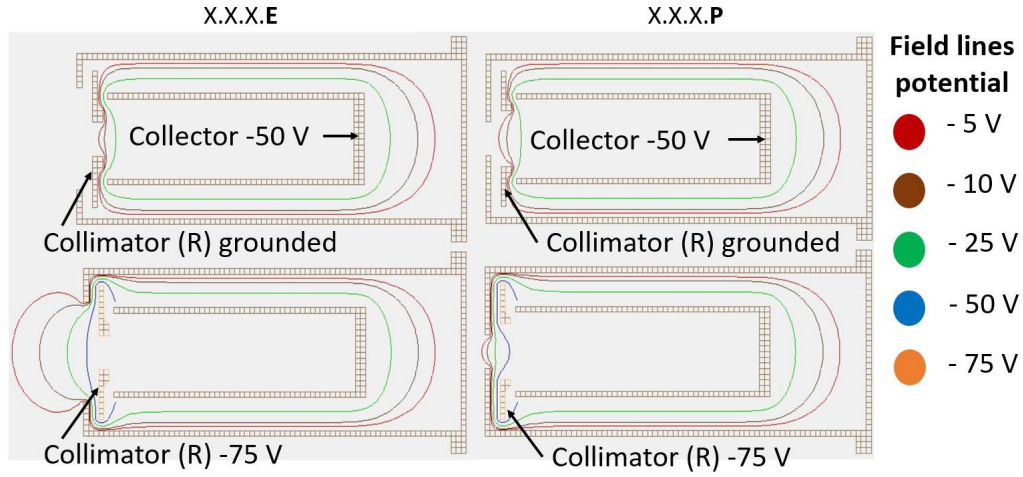 X.X.X.E
X.X.X.P
Field lines
potential
- 5 V
- 10 V
- 25 V
- 50 V
- 75 V
Collector -50 V
Collector -50 V
Collimator (R) grounded
Collimator (R) grounded
Collimator (R) -75 V
Collimator (R) -75 V